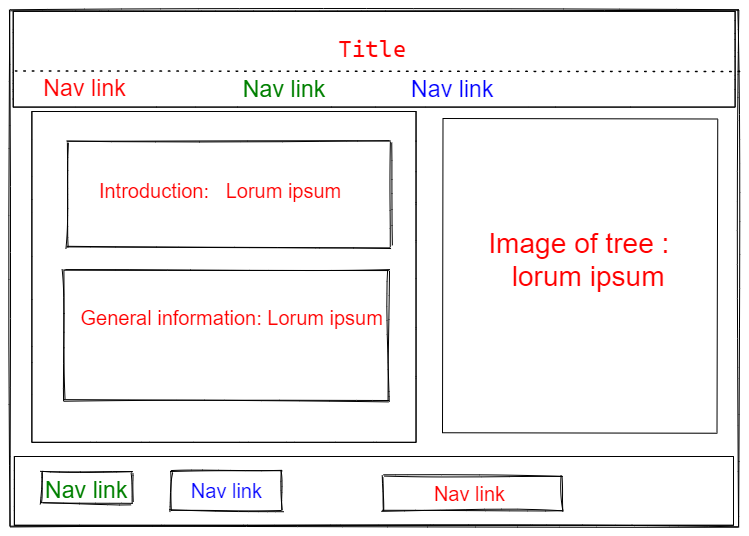 Title
Nav link Nav link Nav link
Introduction: Lorum ipsum
General information: Lorum ipsum
Image of tree :
lorum ipsum
Nav link Nav link Nav link